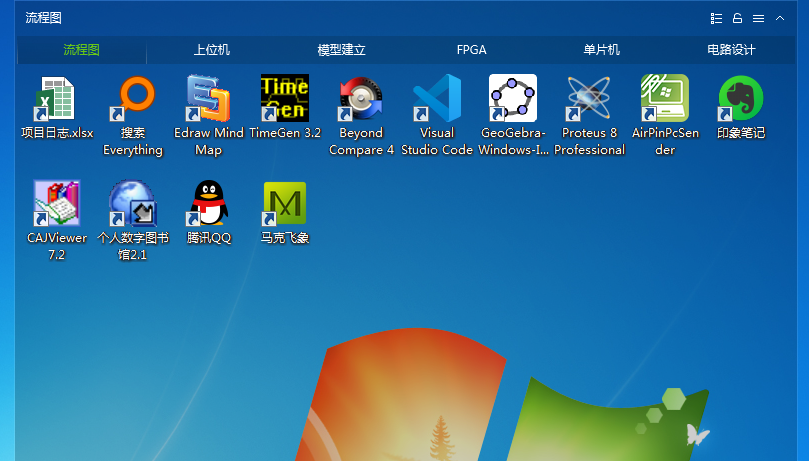 流程图
流程图 上位机 模型建立 FPGA 单片机 电路设计
Time
Gen
项目日志.xlsx 搜索 Edraw Mind TimeGen 3.2 Beyond Visual GeoGebra- Proteus 8 AirPinPcSen 印象笔记
Everything Map Compare 4 Studio Code Windows-I... Professional der
CAJViewer 个人数字图书 腾讯QQ 马克飞象
7.2 馆2.1